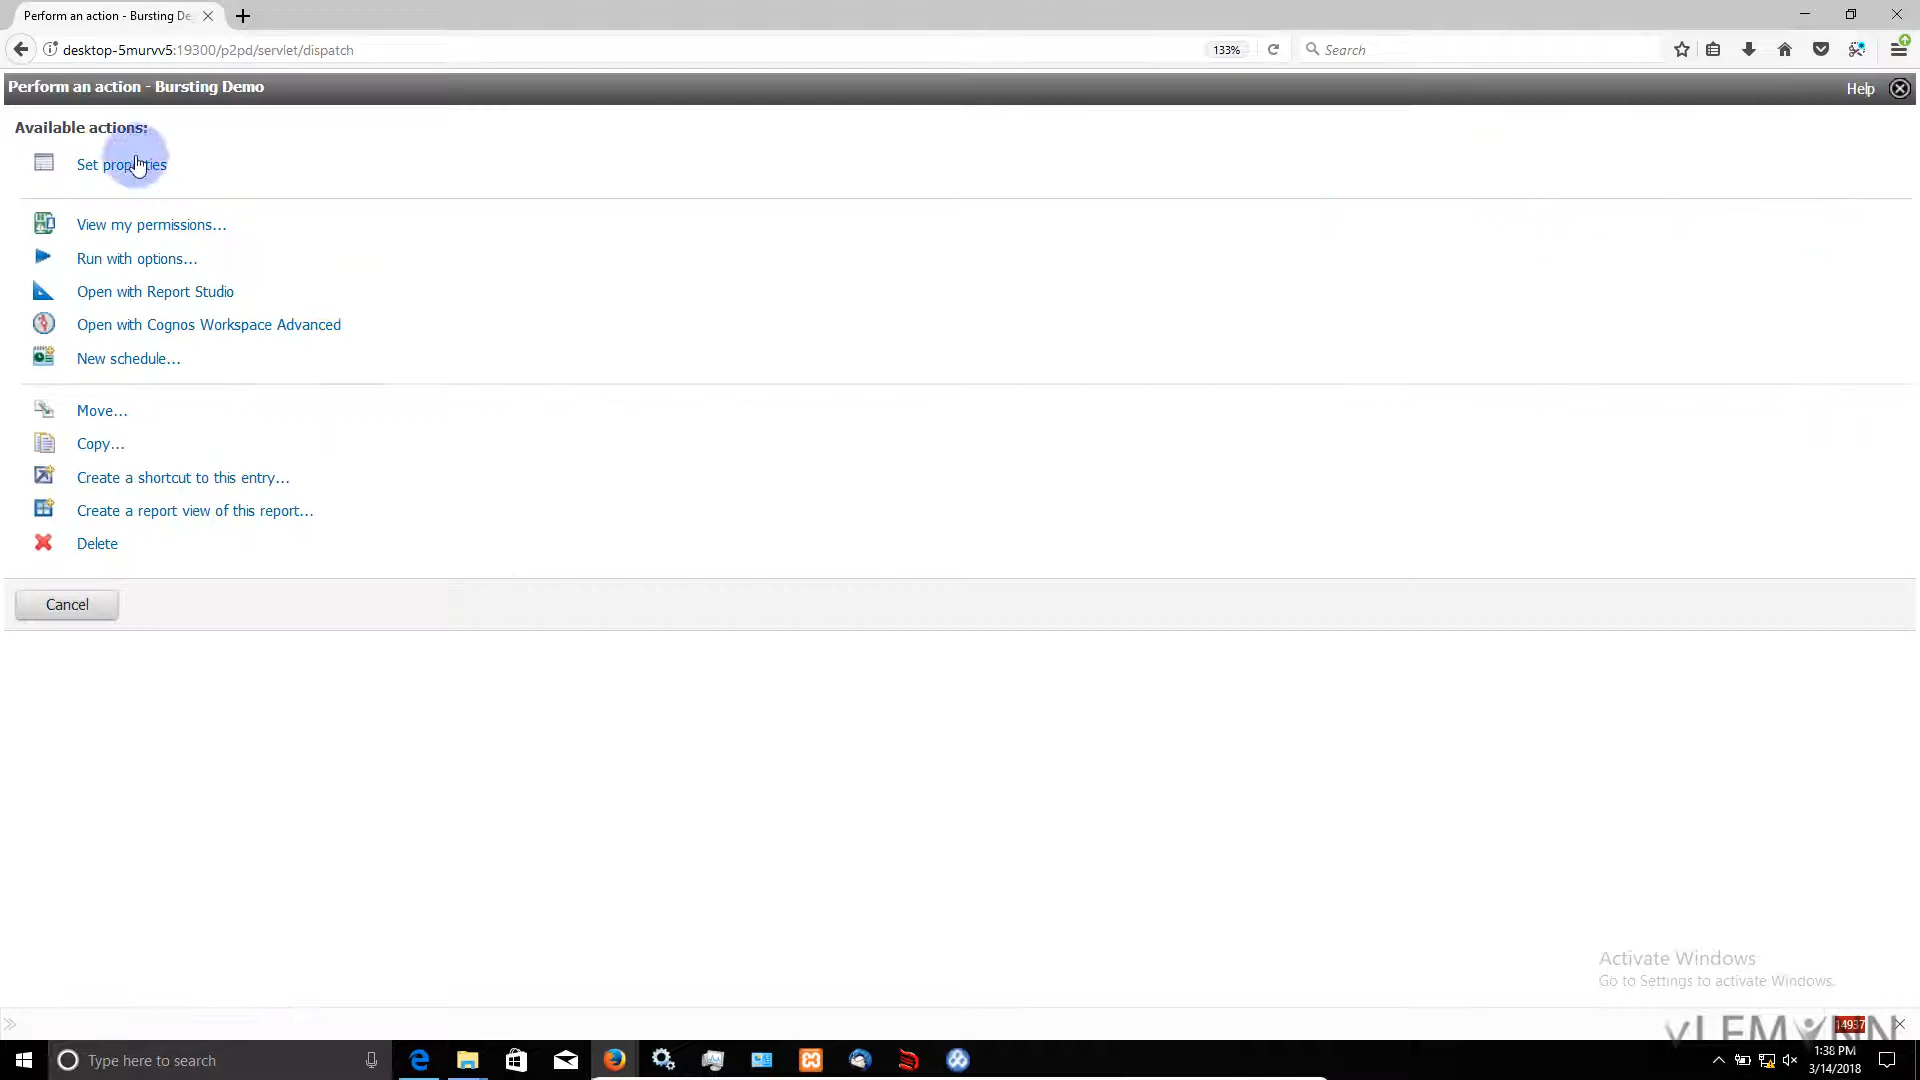 Perform an action - Bursting De
desktop-5murvv5:19300/p2pd/servlet/dispatch
133%
Search
Perform an action - Bursting Demo
Help
Available actions:
Set properties
View my permissions...
Run with options...
Open with Report Studio
Open with Cognos Workspace Advanced
New schedule...
Move...
Copy...
Create a shortcut to this entry...
Create a report view of this report...
Delete
Cancel
Activate Windows
Go to Settings to activate Windows.
14937
Type here to search
1:38 PM
3/14/2018